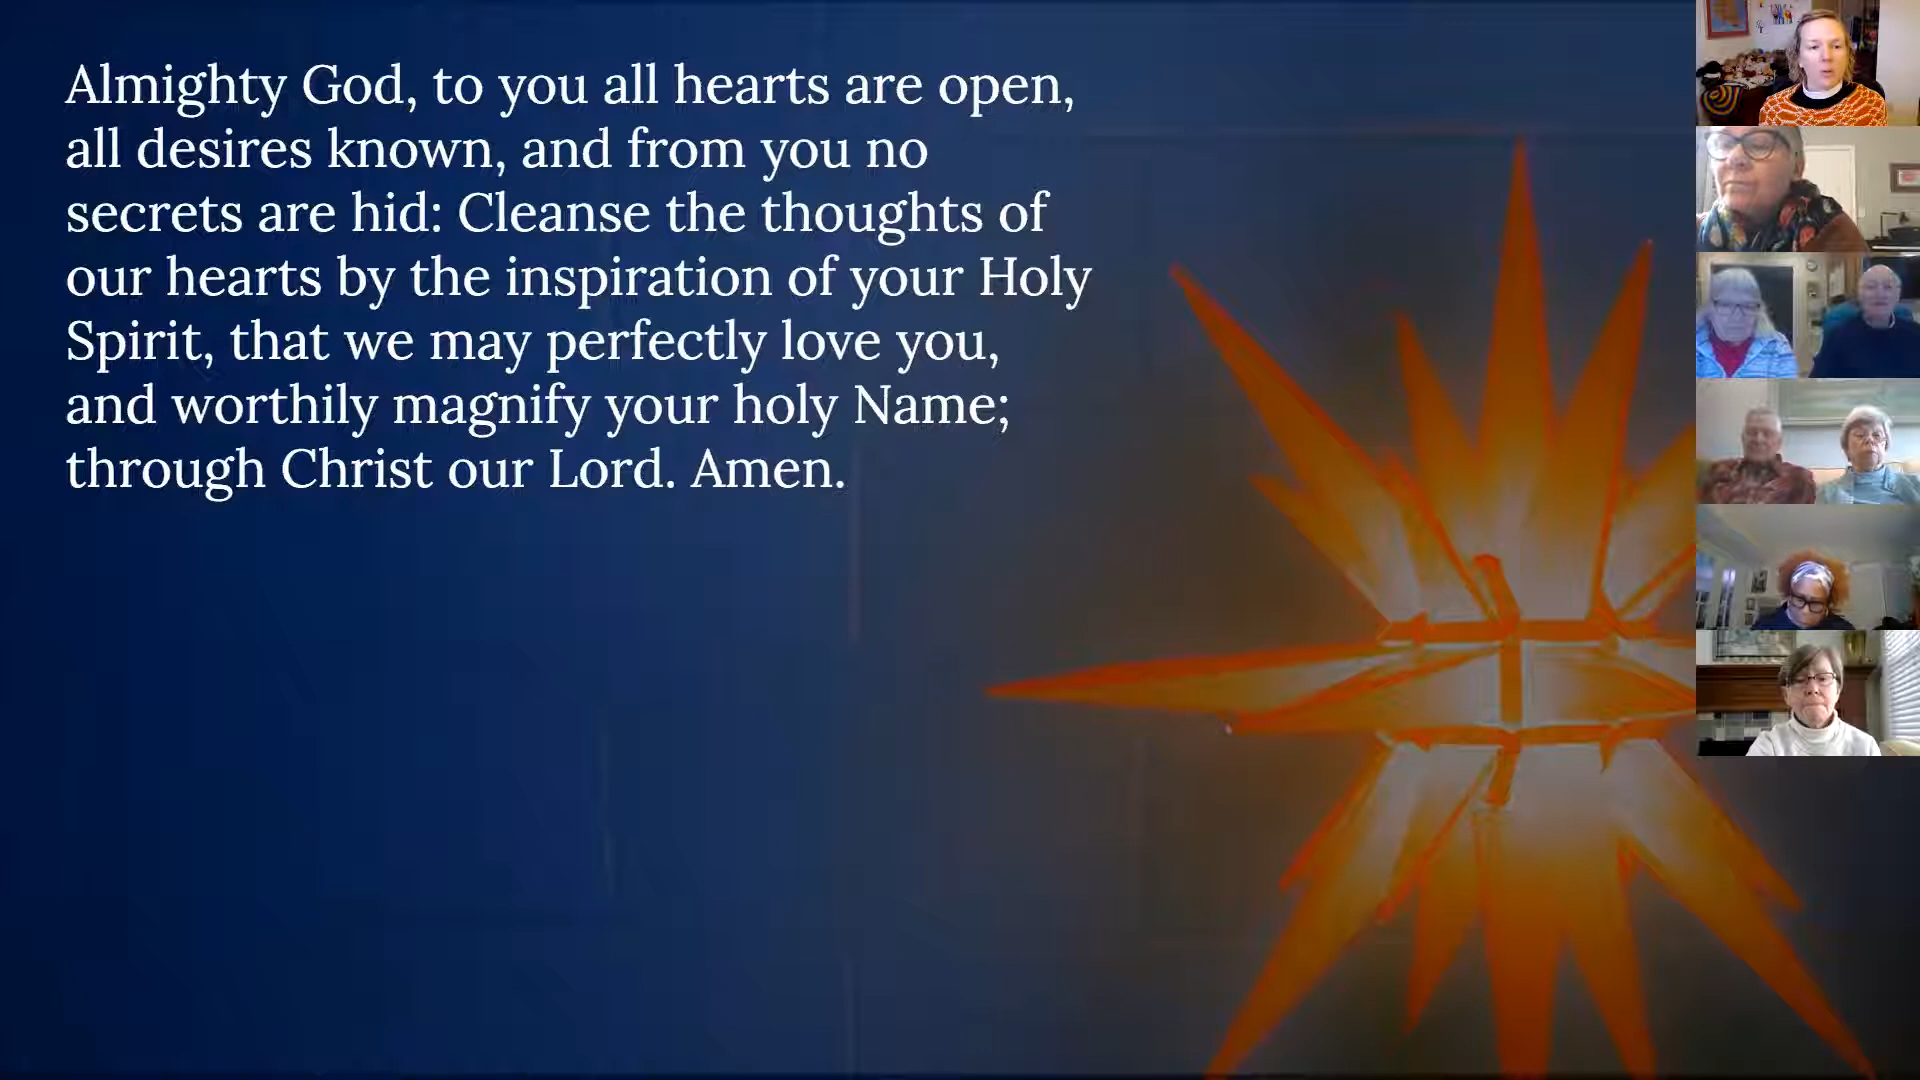 Almighty God, to you all hearts are open,
all desires known, and from you no
secrets are hid: Cleanse the thoughts of
our hearts by the inspiration of your Holy
Spirit, that we may perfectly love you,
and worthily magnify your holy Name;
through Christ our Lord. Amen.